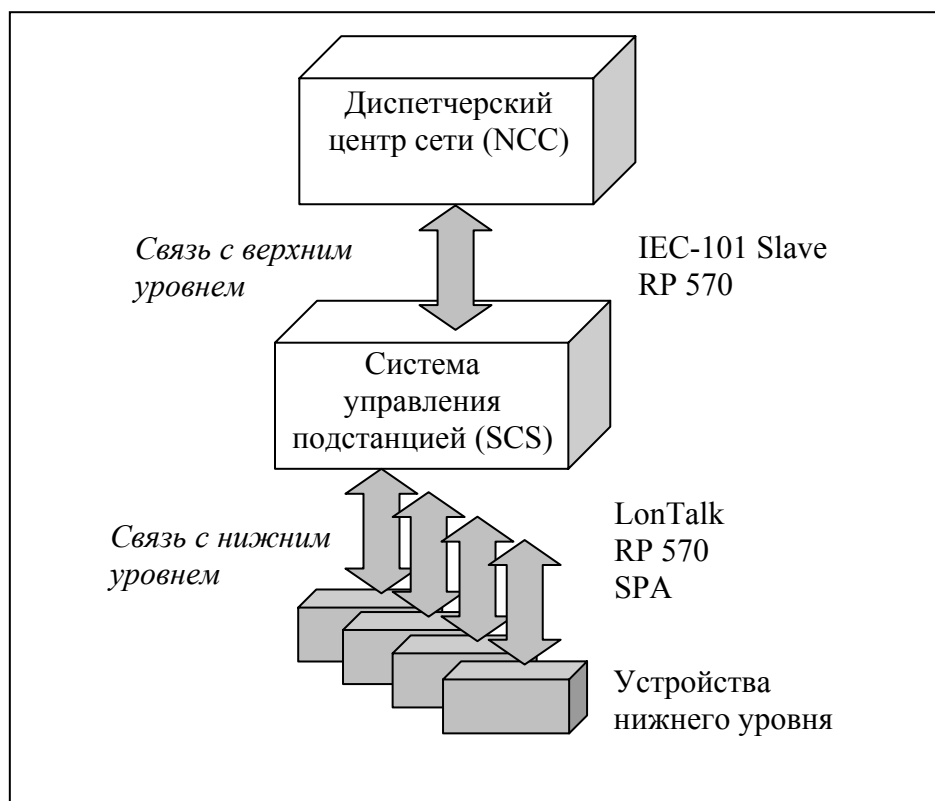 Диспетчерский
центр сети (NCC)
Связь с верхним
уровнем
IEC-101 Slave
RP 570
Система
управления
подстанцией (SCS)
Связь с нижним
уровнем
LonTalk
RP 570
SPA
Устройства
нижнего уровня